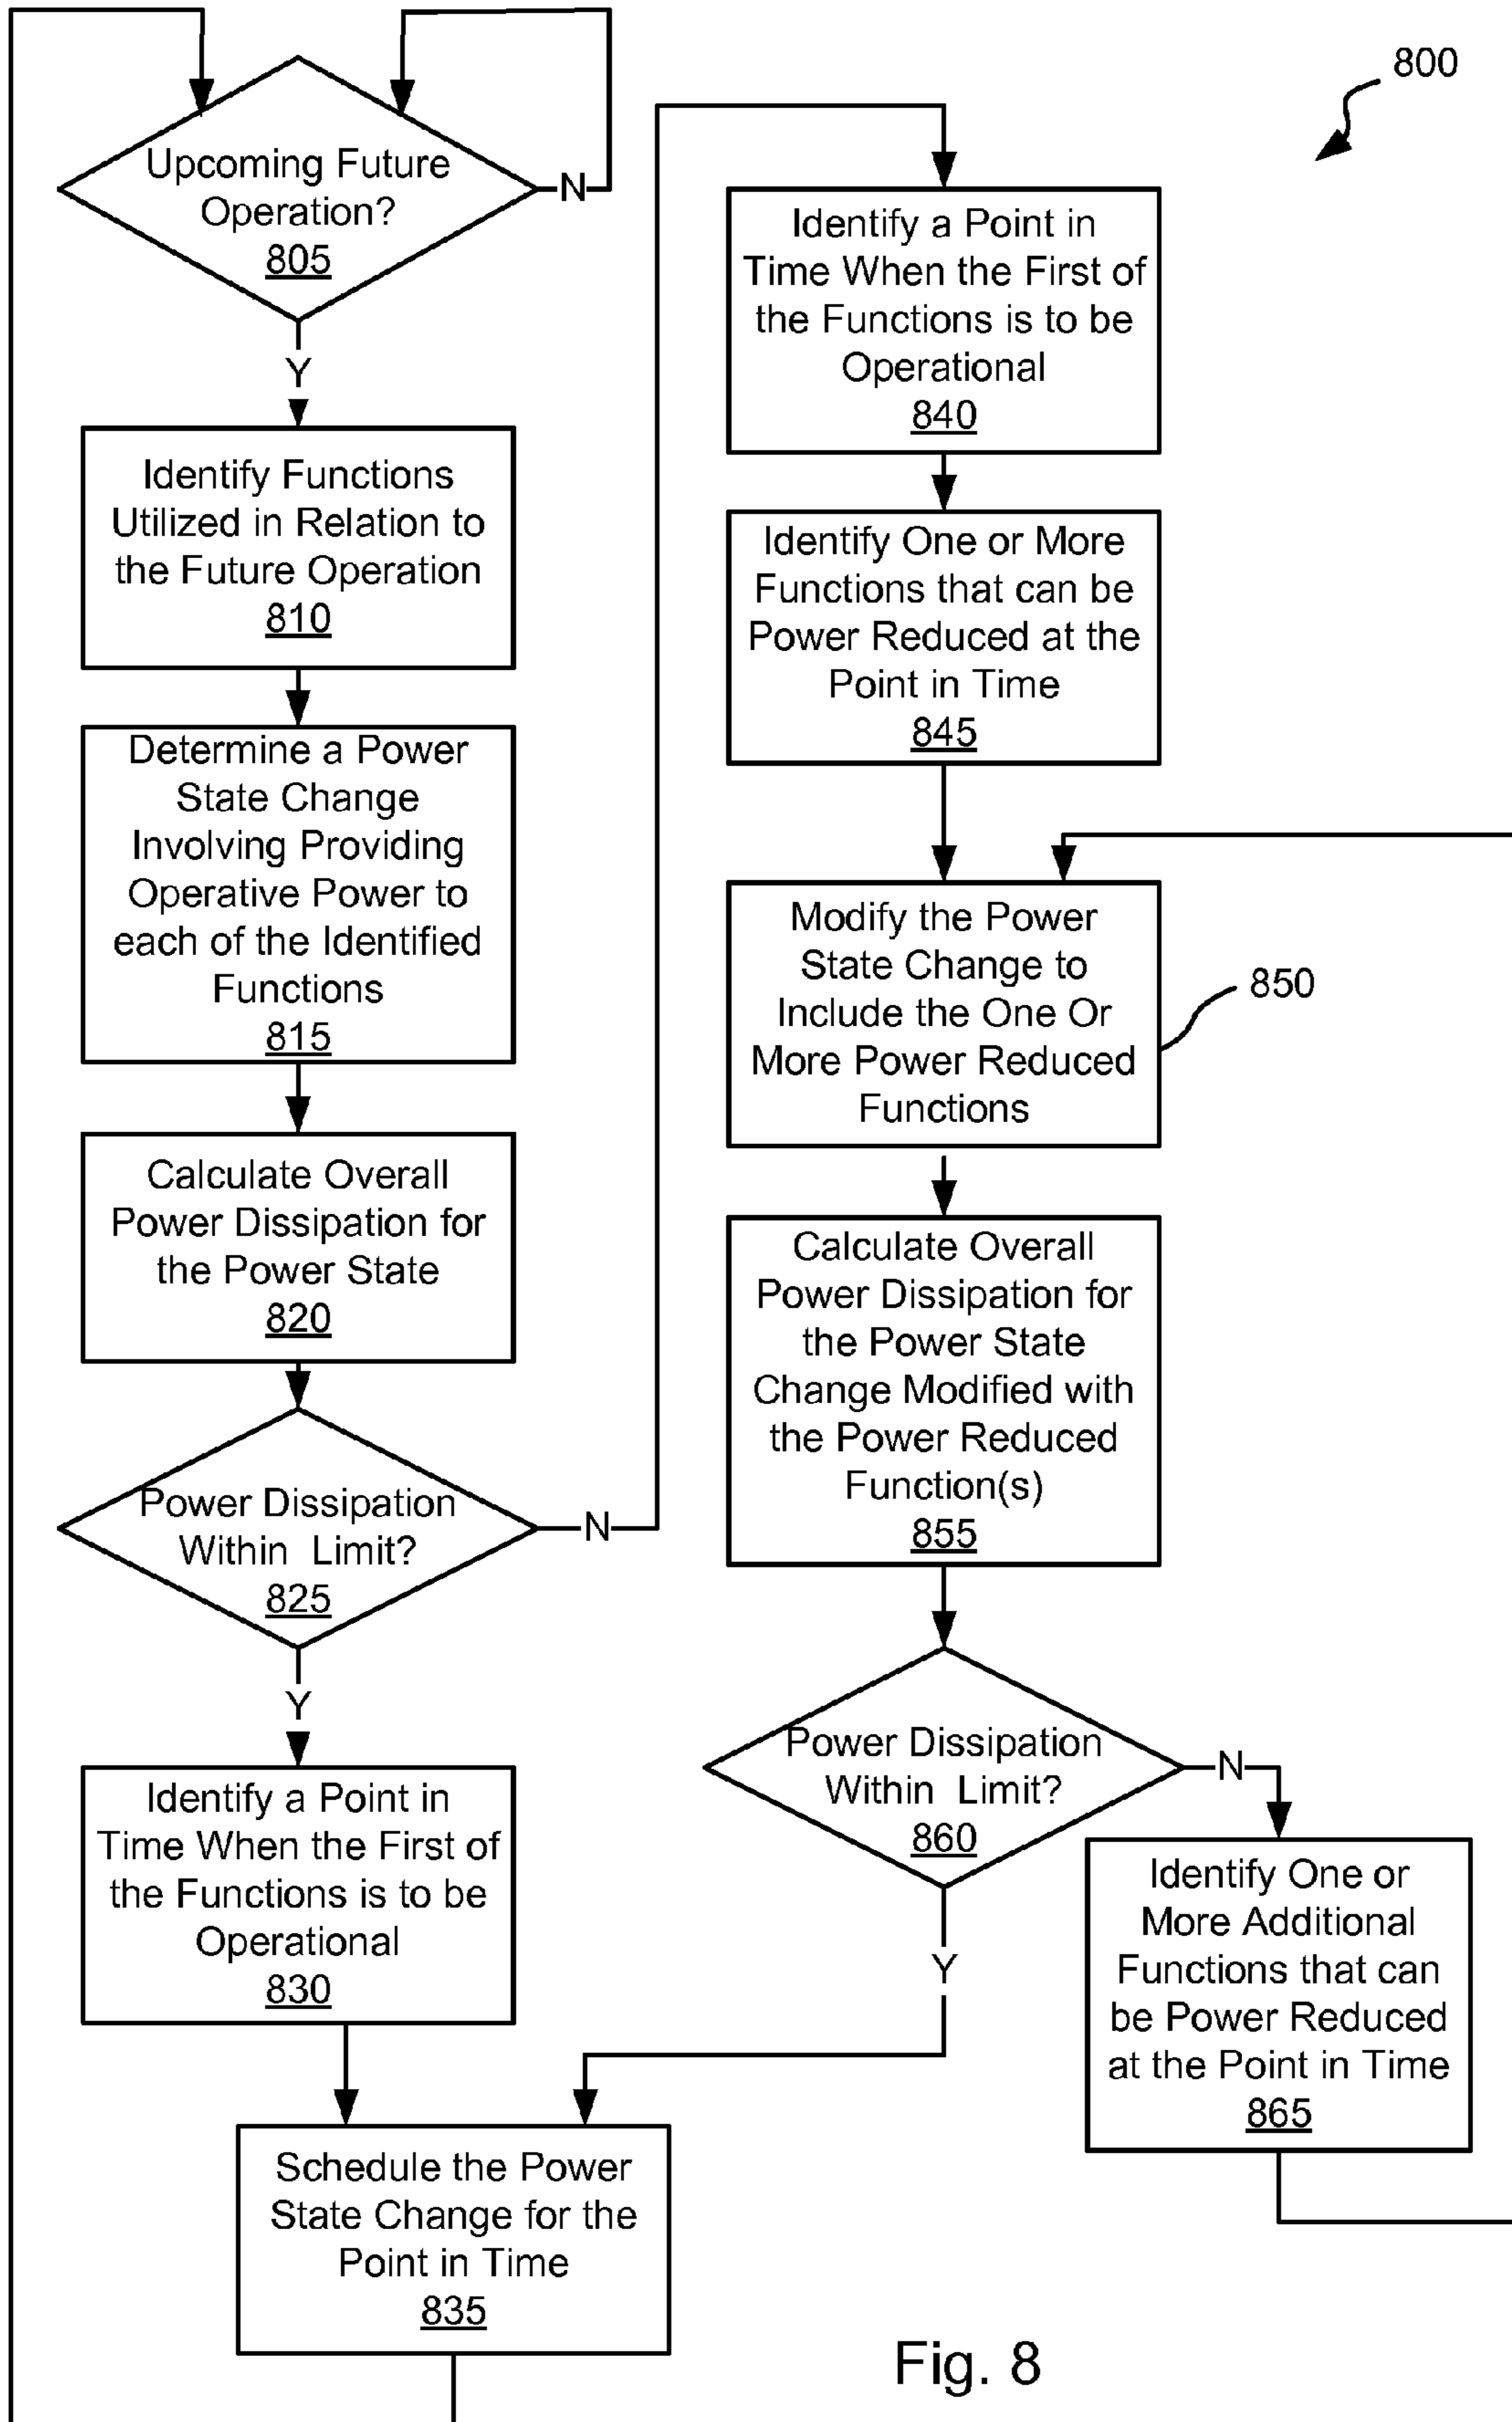 800
Upcoming Future
Operation?
805
N
Y
Identify Functions
Utilized in Relation to
the Future Operation
810
Determine a Power
State Change
Involving Providing
Operative Power to
each of the Identified
Functions
815
Calculate Overall
Power Dissipation for
the Power State
820
Power Dissipation
Within Limit?
825
N
Y
Identify a Point in
Time When the First of
the Functions is to be
Operational
830
Schedule the Power
State Change for the
Point in Time
835
Identify a Point in
Time When the First of
the Functions is to be
Operational
840
Identify One or More
Functions that can be
Power Reduced at the
Point in Time
845
Modify the Power
State Change to
Include the One Or
More Power Reduced
Functions
850
Calculate Overall
Power Dissipation for
the Power State
Change Modified with
the Power Reduced
Function(s)
855
Power Dissipation
Within Limit?
860
N
Y
Identify One or
More Additional
Functions that can
be Power Reduced
at the Point in Time
865
Fig. 8